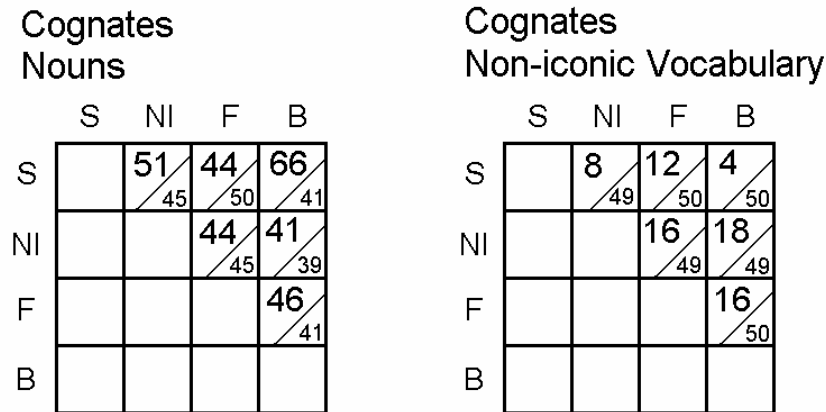 Cognates
Nouns
S NI F B
S 51 45 44 50 66 41
NI 44 45 41 39
F 46 41
B
Cognates
Non-iconic Vocabulary
S NI F B
S 8 49 12 50 4 50
NI 16 49 18 49
F 16 50
B